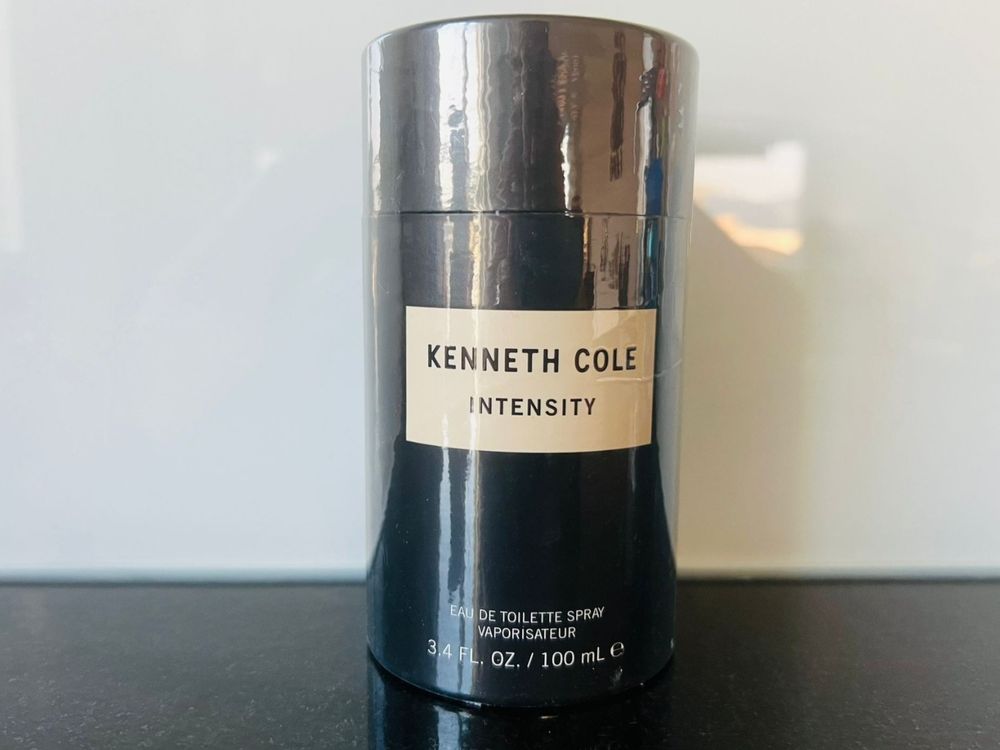 KENNETH COLE
INTENSITY
EAU DE TOILETTE SPRAY
VAPORISATEUR
3.4 FL. OZ. / 100 mL ℮